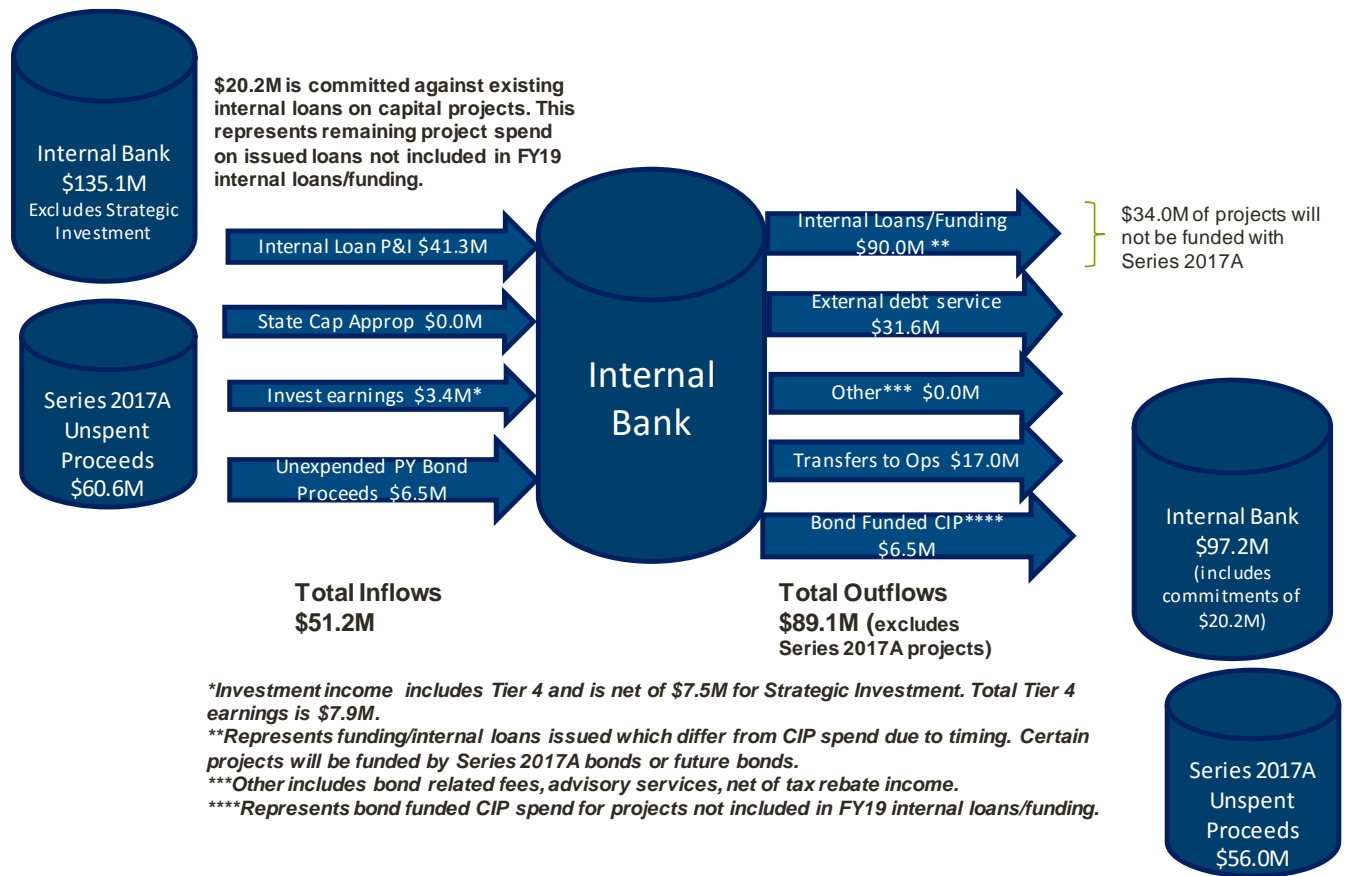 Internal Bank
$135.1M
Excludes Strategic
Investment
$20.2M is committed against existing
internal loans on capital projects. This
represents remaining project spend
on issued loans not included in FY19
internal loans/funding.
Series 2017A
Unspent
Proceeds
$60.6M
Internal Loan P&I $41.3M
State Cap Approp $0.0M
Invest earnings $3.4M*
Unexpended PY Bond
Proceeds $6.5M
Internal
Bank
Internal Loans/Funding
$90.0M **
External debt service
$31.6M
Other*** $0.0M
Transfers to Ops $17.0M
Bond Funded CIP****
$6.5M
$34.0M of projects will
not be funded with
Series 2017A
Internal Bank
$97.2M
(includes
commitments of
$20.2M)
Series 2017A
Unspent
Proceeds
$56.0M
Total Inflows
$51.2M
Total Outflows
$89.1M (excludes
Series 2017A projects)
*Investment income includes Tier 4 and is net of $7.5M for Strategic Investment. Total Tier 4
earnings is $7.9M.
**Represents funding/internal loans issued which differ from CIP spend due to timing. Certain
projects will be funded by Series 2017A bonds or future bonds.
***Other includes bond related fees, advisory services, net of tax rebate income.
****Represents bond funded CIP spend for projects not included in FY19 internal loans/funding.